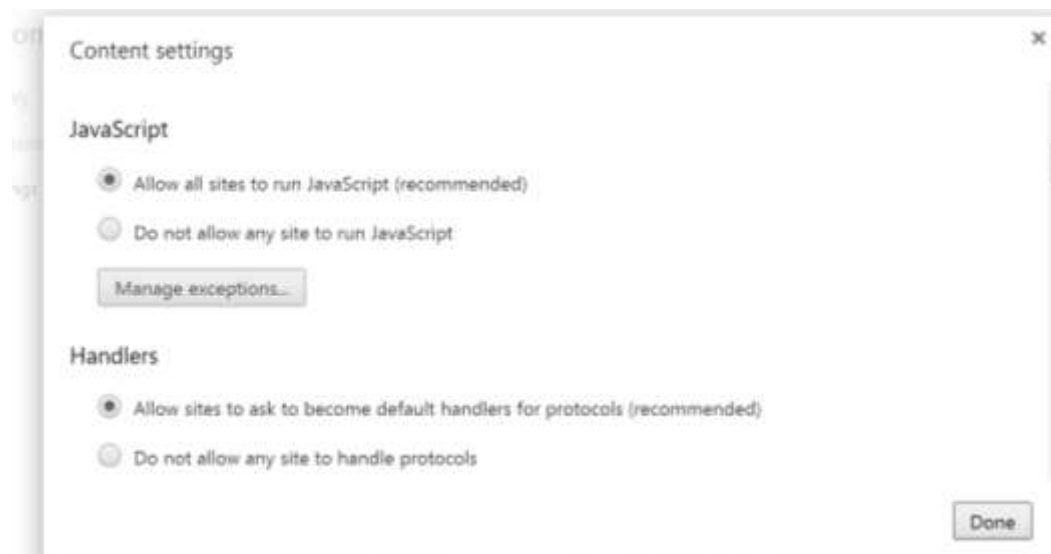 Content settings
JavaScript
Allow all sites to run JavaScript (recommended)
Do not allow any site to run JavaScript
Manage exceptions...
Handlers
Allow sites to ask to become default handlers for protocols (recommended)
Do not allow any site to handle protocols
Done